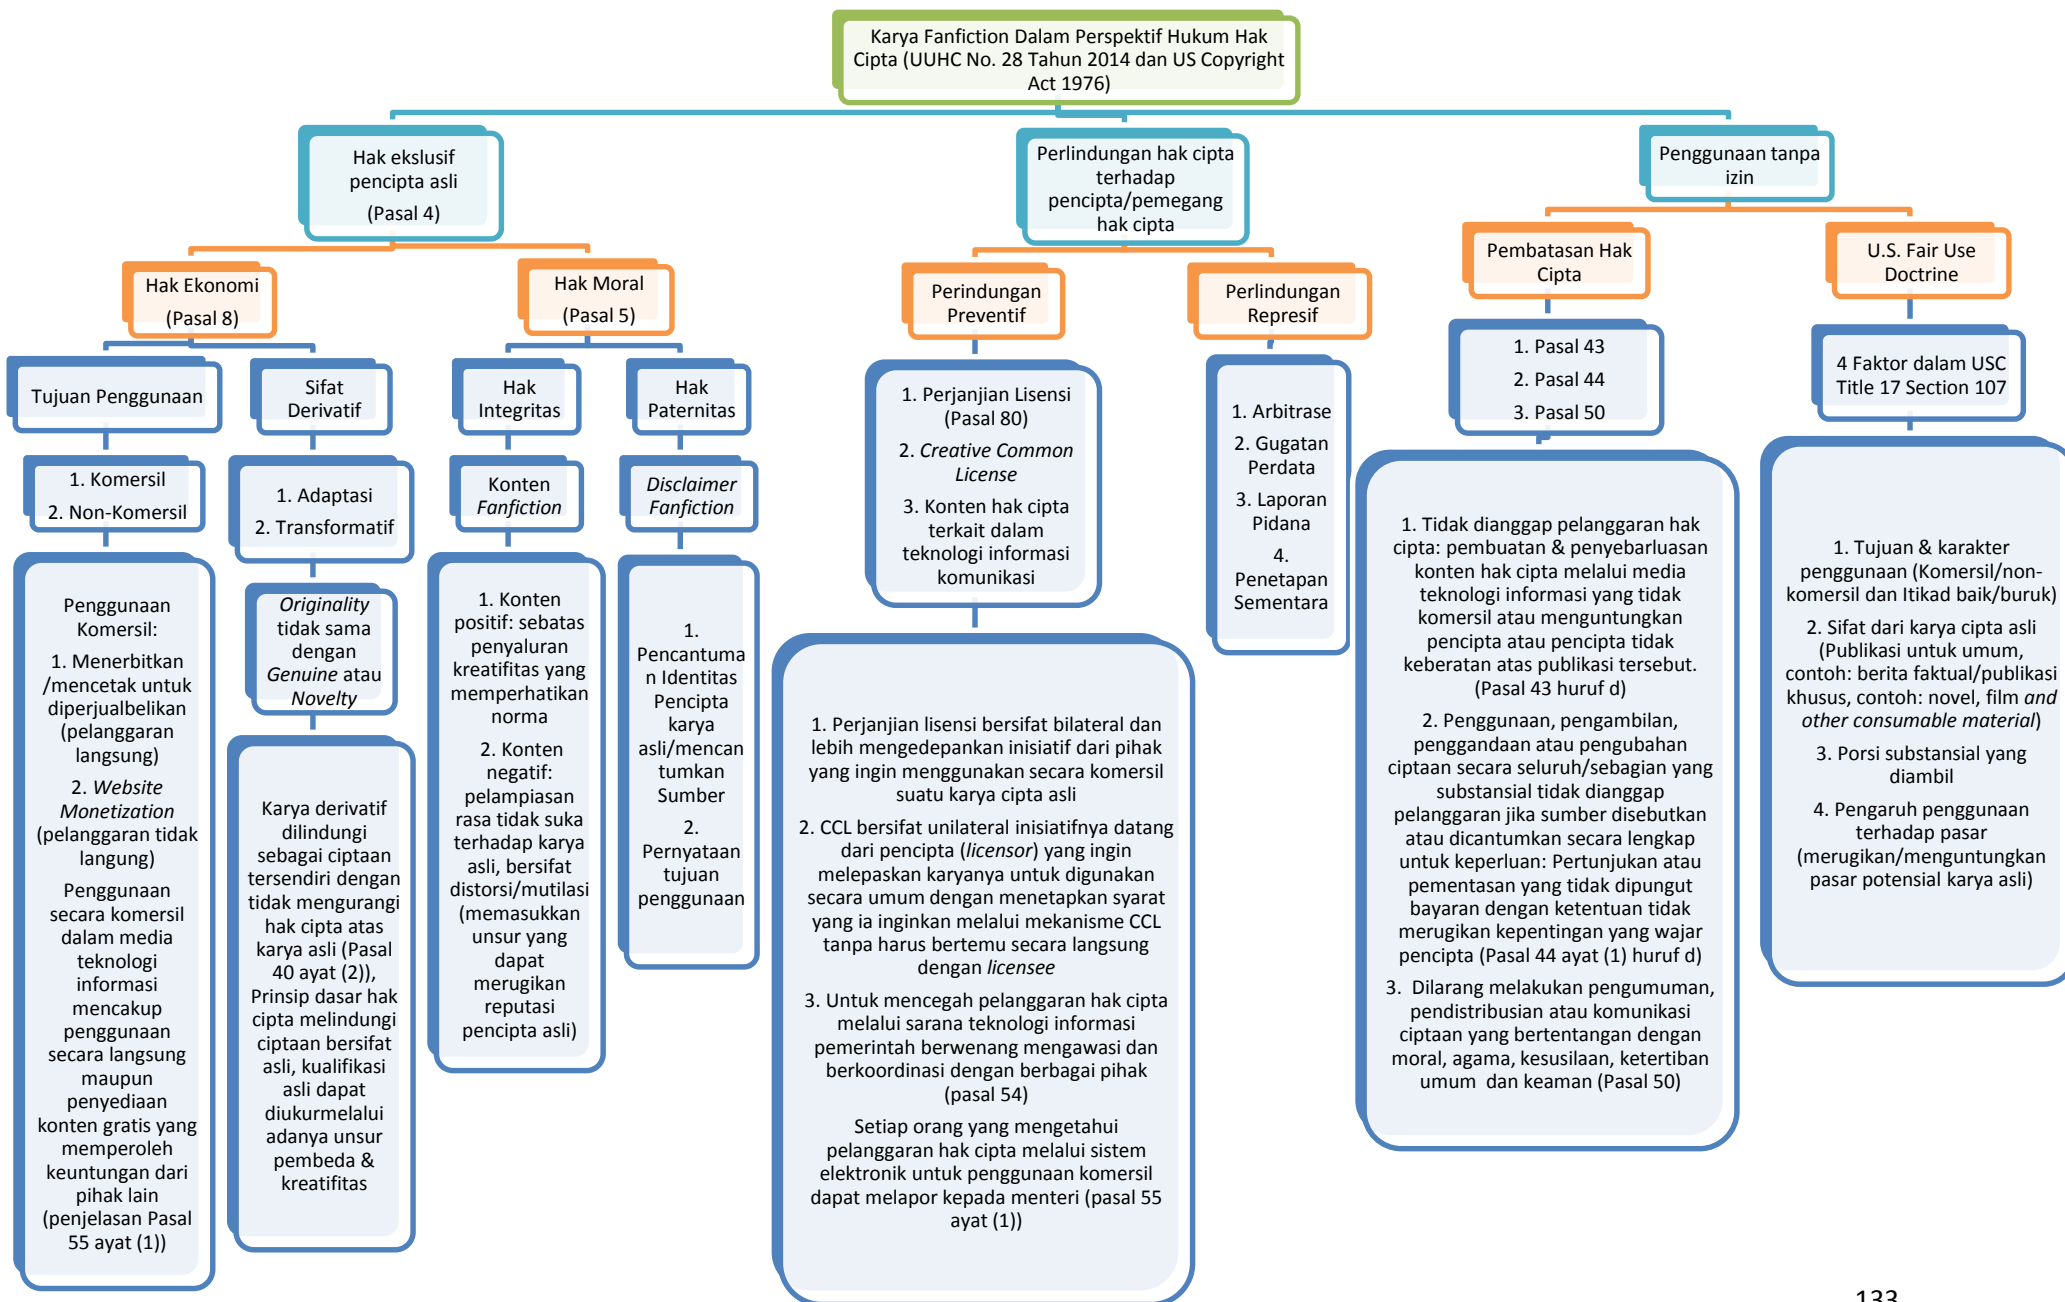 Karya Fanfiction Dalam Perspektif Hukum Hak
Cipta (UUHC No. 28 Tahun 2014 dan US Copyright
Act 1976)
Hak ekslusif
pencipta asli
(Pasal 4)
Perlindungan hak cipta
terhadap
pencipta/pemegang
hak cipta
Penggunaan tanpa
izin
Hak Ekonomi
(Pasal 8)
Hak Moral
(Pasal 5)
Perindungan
Preventif
Perlindungan
Represif
Pembatasan Hak
Cipta
U.S. Fair Use
Doctrine
Tujuan Penggunaan
Sifat
Derivatif
Hak
Integritas
Hak
Paternitas
1. Komersil
2. Non-Komersil
1. Adaptasi
2. Transformatif
Konten
Fanfiction
Disclaimer
Fanfiction
Penggunaan
Komersil:
1. Menerbitkan
/mencetak untuk
diperjualbelikan
(pelanggaran
langsung)
2. Website
Monetization
(pelanggaran tidak
langung)
Penggunaan
secara komersil
dalam media
teknologi
informasi
mencakup
penggunaan
secara langsung
maupun
penyediaan
konten gratis yang
memperoleh
keuntungan dari
pihak lain
(penjelasan Pasal
55 ayat (1))
Originality
tidak sama
dengan
Genuine atau
Novelty
Karya derivatif
dilindungi
sebagai ciptaan
tersendiri dengan
tidak mengurangi
hak cipta atas
karya asli (Pasal
40 ayat (2)),
Prinsip dasar hak
cipta melindungi
ciptaan bersifat
asli, kualifikasi
asli dapat
diukurmelalui
adanya unsur
pembeda &
kreatifitas
1. Konten
positif: sebatas
penyaluran
kreatifitas yang
memperhatikan
norma
2. Konten
negatif:
pelampiasan
rasa tidak suka
terhadap karya
asli, bersifat
distorsi/mutilasi
(memasukkan
unsur yang
dapat
merugikan
reputasi
pencipta asli)
1.
Pencantuma
n Identitas
Pencipta
karya
asli/mencan
tumkan
Sumber
2.
Pernyataan
tujuan
penggunaan
1. Perjanjian Lisensi
(Pasal 80)
2. Creative Common
License
3. Konten hak cipta
terkait dalam
teknologi informasi
komunikasi
1. Perjanjian lisensi bersifat bilateral dan
lebih mengedepankan inisiatif dari pihak
yang ingin menggunakan secara komersil
suatu karya cipta asli
2. CCL bersifat unilateral inisiatifnya datang
dari pencipta (licensor) yang ingin
melepaskan karyanya untuk digunakan
secara umum dengan menetapkan syarat
yang ia inginkan melalui mekanisme CCL
tanpa harus bertemu secara langsung
dengan licensee
3. Untuk mencegah pelanggaran hak cipta
melalui sarana teknologi informasi
pemerintah berwenang mengawasi dan
berkoordinasi dengan berbagai pihak
(pasal 54)
Setiap orang yang mengetahui
pelanggaran hak cipta melalui sistem
elektronik untuk penggunaan komersil
dapat melapor kepada menteri (pasal 55
ayat (1))
1. Arbitrase
2. Gugatan
Perdata
3. Laporan
Pidana
4.
Penetapan
Sementara
1. Pasal 43
2. Pasal 44
3. Pasal 50
1. Tidak dianggap pelanggaran hak
cipta: pembuatan & penyebarluasan
konten hak cipta melalui media
teknologi informasi yang tidak
komersil atau menguntungkan
pencipta atau pencipta tidak
keberatan atas publikasi tersebut.
(Pasal 43 huruf d)
2. Penggunaan, pengambilan,
penggandaan atau pengubahan
ciptaan secara seluruh/sebagian yang
substansial tidak dianggap
pelanggaran jika sumber disebutkan
atau dicantumkan secara lengkap
untuk keperluan: Pertunjukan atau
pementasan yang tidak dipungut
bayaran dengan ketentuan tidak
merugikan kepentingan yang wajar
pencipta (Pasal 44 ayat (1) huruf d)
3. Dilarang melakukan pengumuman,
pendistribusian atau komunikasi
ciptaan yang bertentangan dengan
moral, agama, kesusilaan, ketertiban
umum dan keaman (Pasal 50)
4 Faktor dalam USC
Title 17 Section 107
1. Tujuan & karakter
penggunaan (Komersil/non-
komersil dan Itikad baik/buruk)
2. Sifat dari karya cipta asli
(Publikasi untuk umum,
contoh: berita faktual/publikasi
khusus, contoh: novel, film and
other consumable material)
3. Porsi substansial yang
diambil
4. Pengaruh penggunaan
terhadap pasar
(merugikan/menguntungkan
pasar potensial karya asli)
133